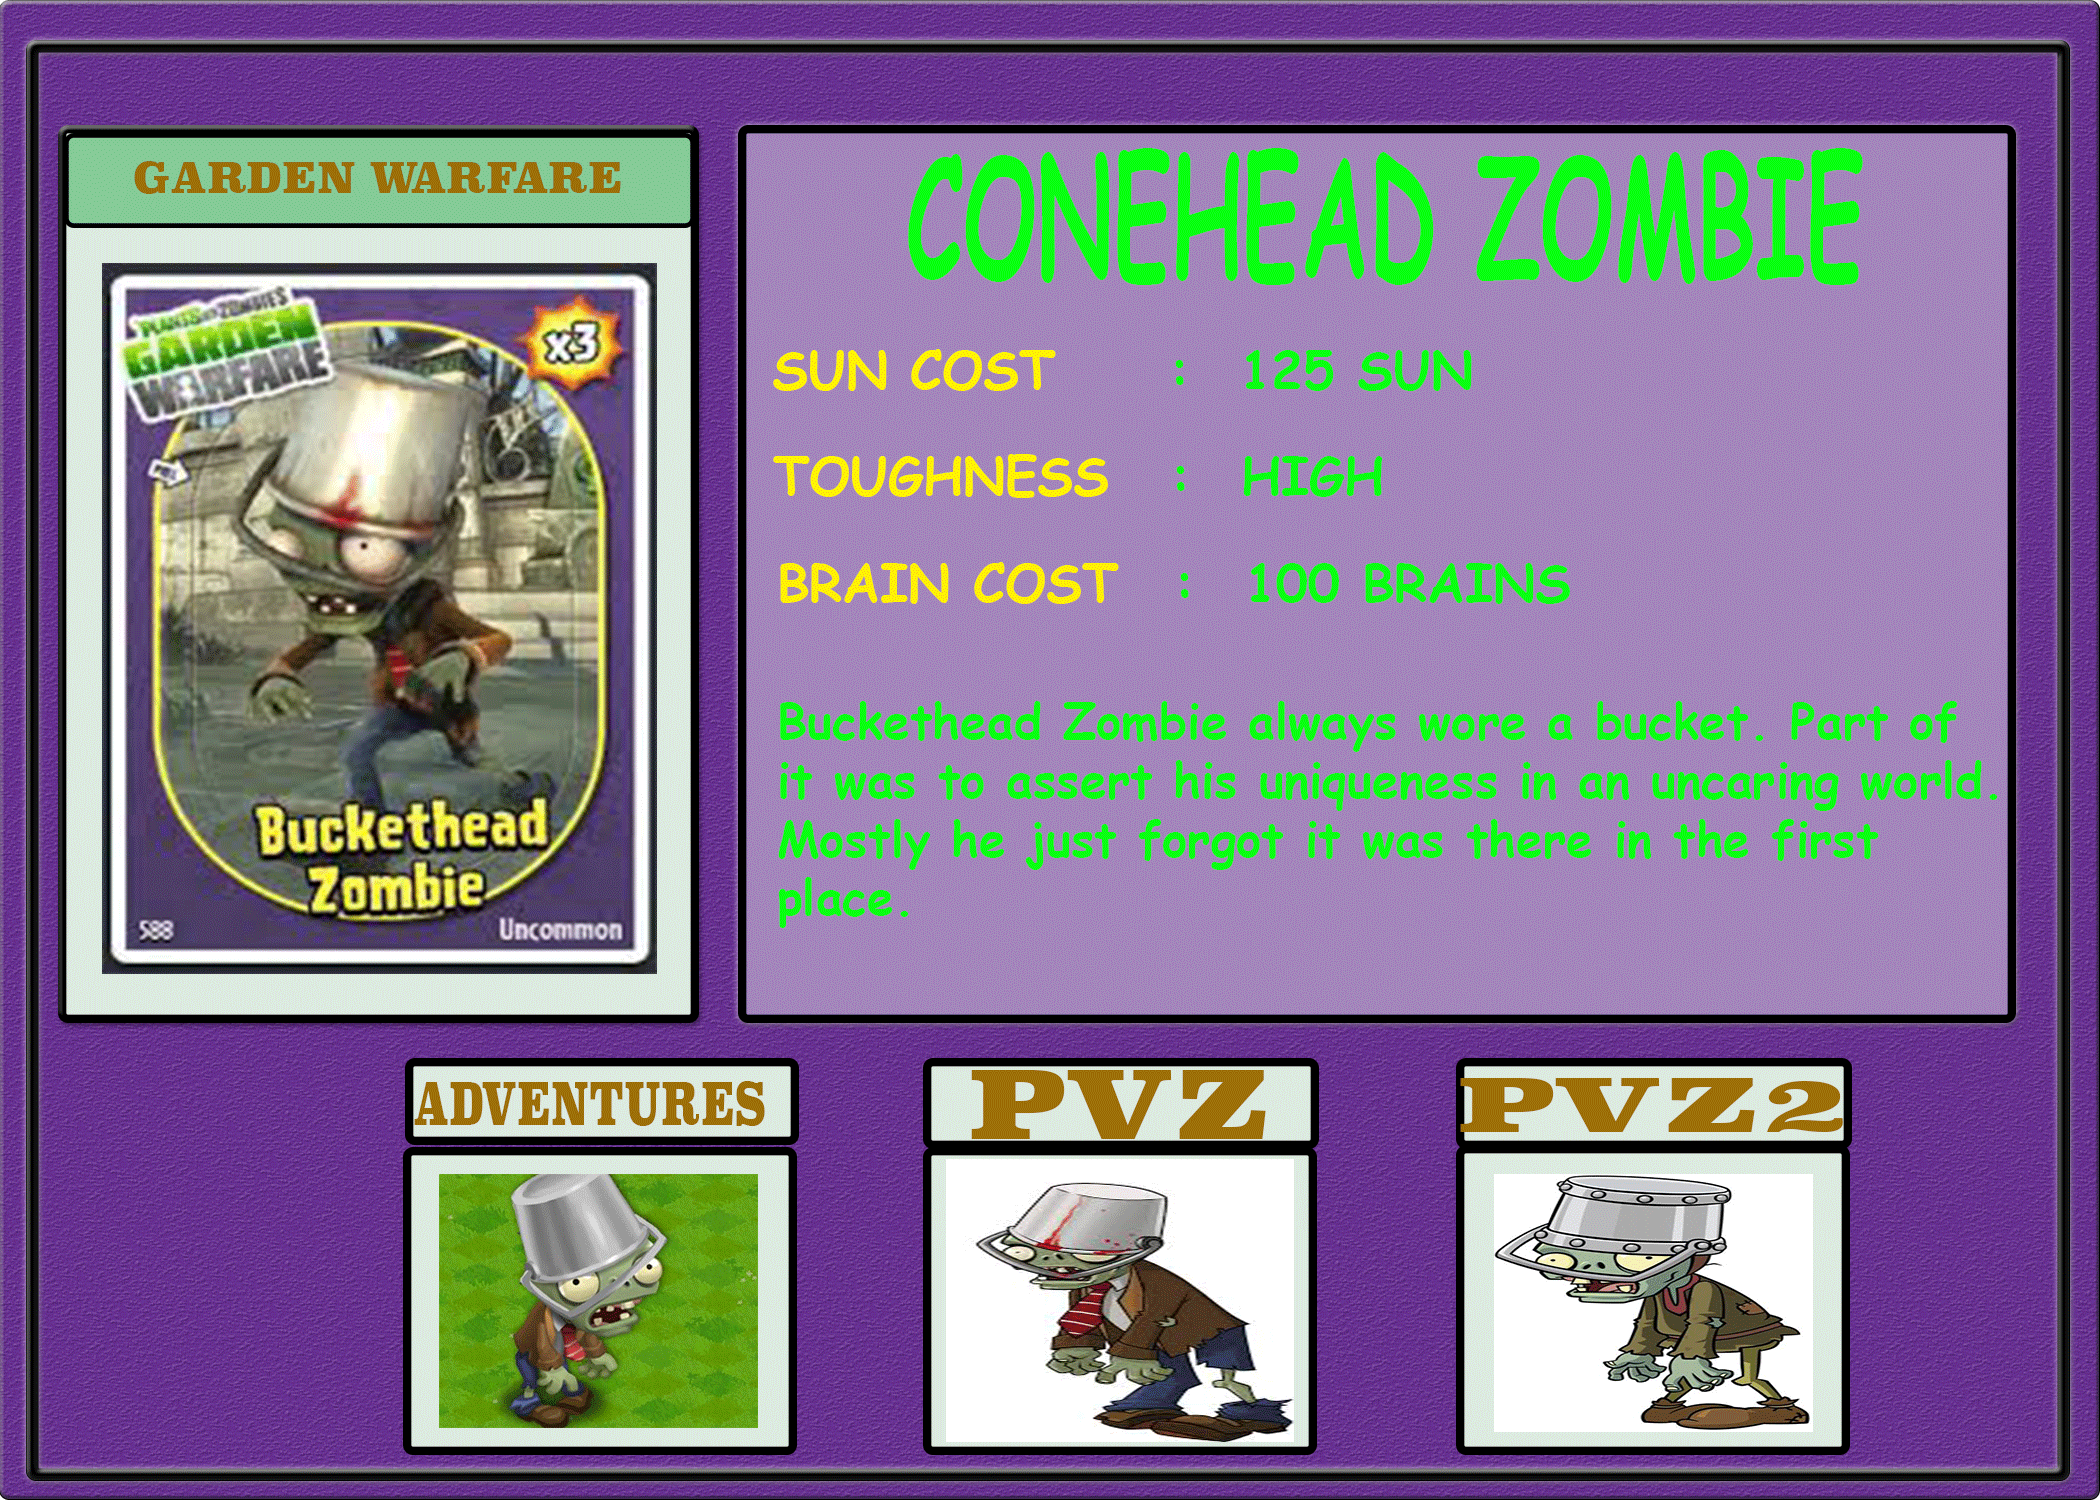 GARDEN WARFARE
PLANTS VS ZOMBIES
GARDEN
WARFARE
x3
Buckethead
Zombie
588
Uncommon
CONEHEAD ZOMBIE
SUN COST : 125 SUN
TOUGHNESS : HIGH
BRAIN COST : 100 BRAINS
Buckethead Zombie always wore a bucket. Part of
it was to assert his uniqueness in an uncaring world.
Mostly he just forgot it was there in the first
place.
ADVENTURES
PVZ
PVZ2